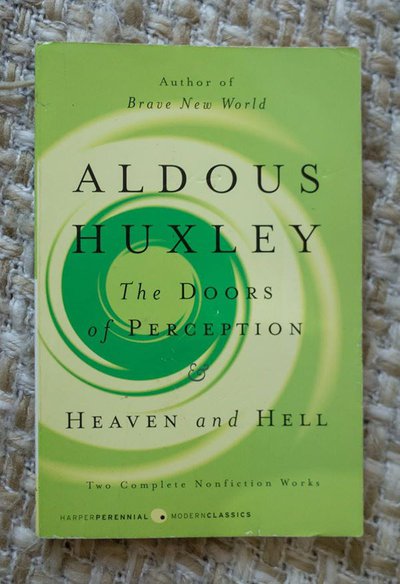 Author of
Brave New World
ALDOUS
HUXLEY
The DOORS
of PERCEPTION
&
HEAVEN and HELL
Two Complete Nonfiction Works
HARPERPERENNIAL MODERNCLASSICS